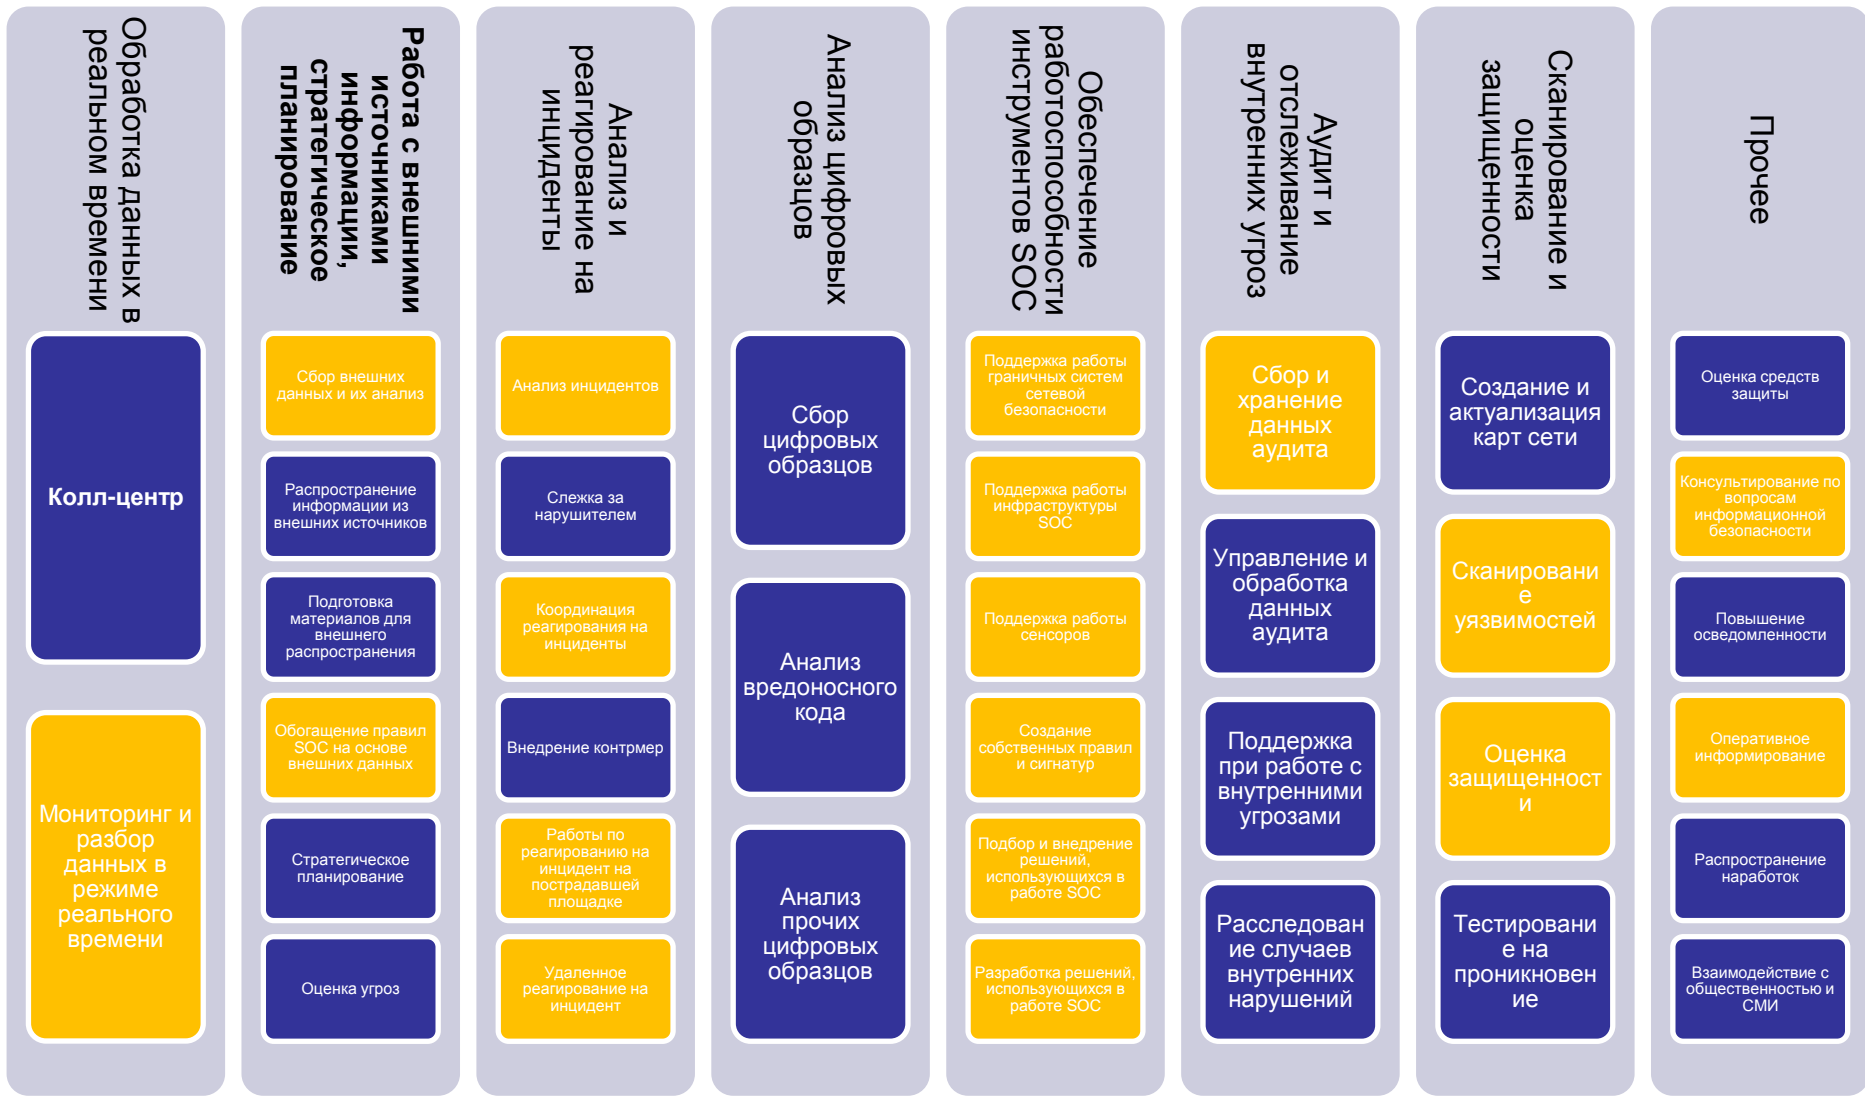 Обработка данных в
реальном времени
Колл-центр
Мониторинг и
разбор
данных в
режиме
реального
времени
Работа с внешними
источниками
информации,
стратегическое
планирование
Сбор внешних
данных и их анализ
Распространение
информации из
внешних источников
Подготовка
материалов для
внешнего
распространения
Обогащение правил
SOC на основе
внешних данных
Стратегическое
планирование
Оценка угроз
Анализ и
реагирование на
инциденты
Анализ инцидентов
Слежка за
нарушителем
Координация
реагирования на
инциденты
Внедрение контрмер
Работы по
реагированию на
инцидент на
пострадавшей
площадке
Удаленное
реагирование на
инцидент
Анализ цифровых
образцов
Сбор
цифровых
образцов
Анализ
вредоносного
кода
Анализ
прочих
цифровых
образцов
Обеспечение
работоспособности
инструментов SOC
Поддержка работы
граничных систем
сетевой
безопасности
Поддержка работы
инфраструктуры
SOC
Поддержка работы
сенсоров
Создание
собственных правил
и сигнатур
Подбор и внедрение
решений,
использующихся в
работе SOC
Разработка решений,
использующихся в
работе SOC
Аудит и
отслеживание
внутренних угроз
Сбор и
хранение
данных
аудита
Управление и
обработка
данных
аудита
Поддержка
при работе с
внутренними
угрозами
Расследован
ие случаев
внутренних
нарушений
Сканирование и
оценка
защищенности
Создание и
актуализация
карт сети
Сканировани
е
уязвимостей
Оценка
защищенност
и
Тестировани
е на
проникновен
ие
Прочее
Оценка средств
защиты
Консультирование по
вопросам
информационной
безопасности
Повышение
осведомленности
Оперативное
информирование
Распространение
наработок
Взаимодействие с
общественностью и
СМИ